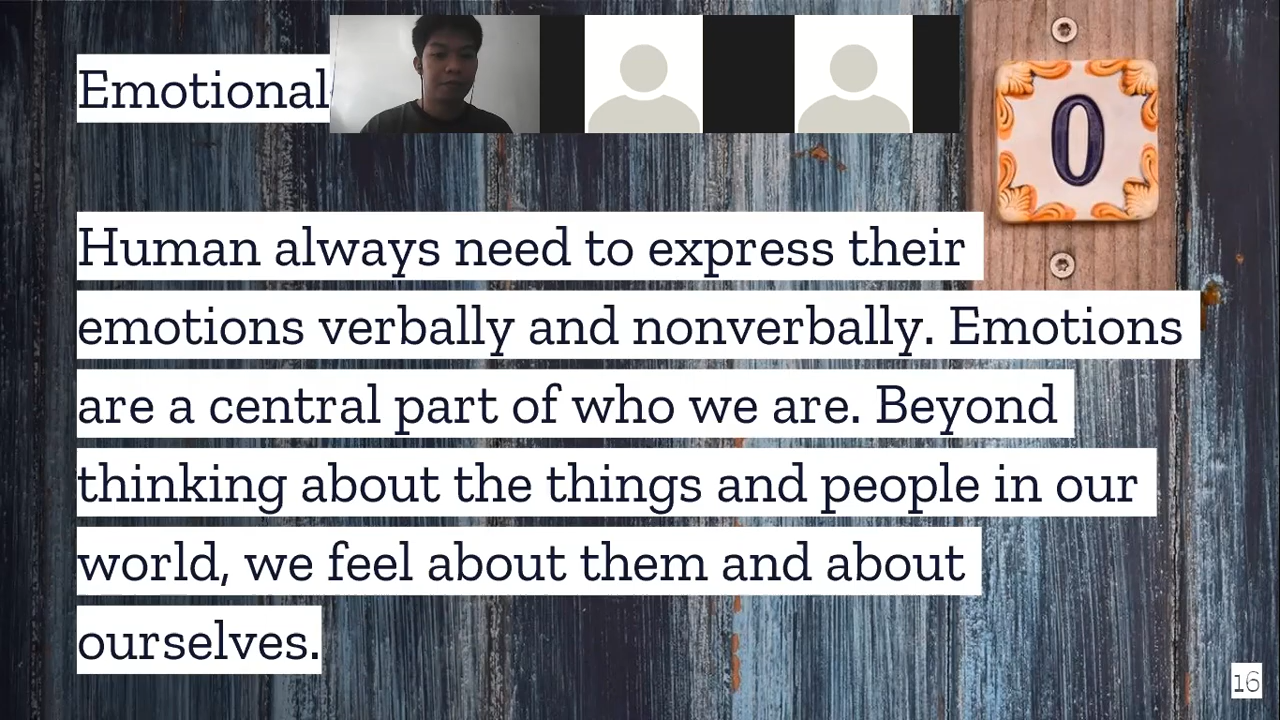 Emotional
0
Human always need to express their
emotions verbally and nonverbally. Emotions
are a central part of who we are. Beyond
thinking about the things and people in our
world, we feel about them and about
ourselves.
16